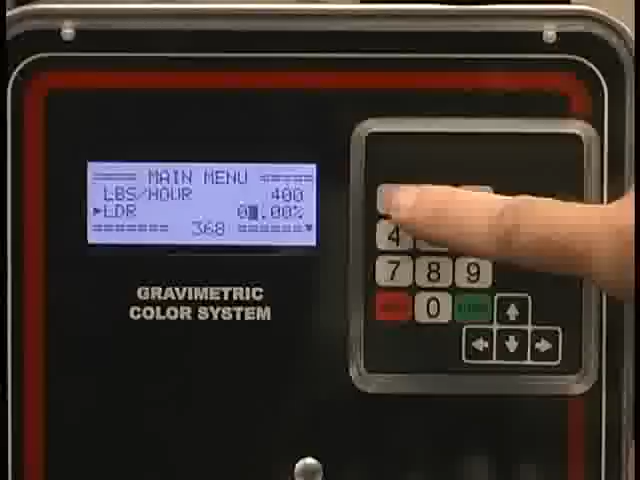 ==== MAIN MENU =====
LBS/HOUR 400
▶LDR 0█.00%
======= 368 ======▼
4
7 8 9
0
GRAVIMETRIC
COLOR SYSTEM